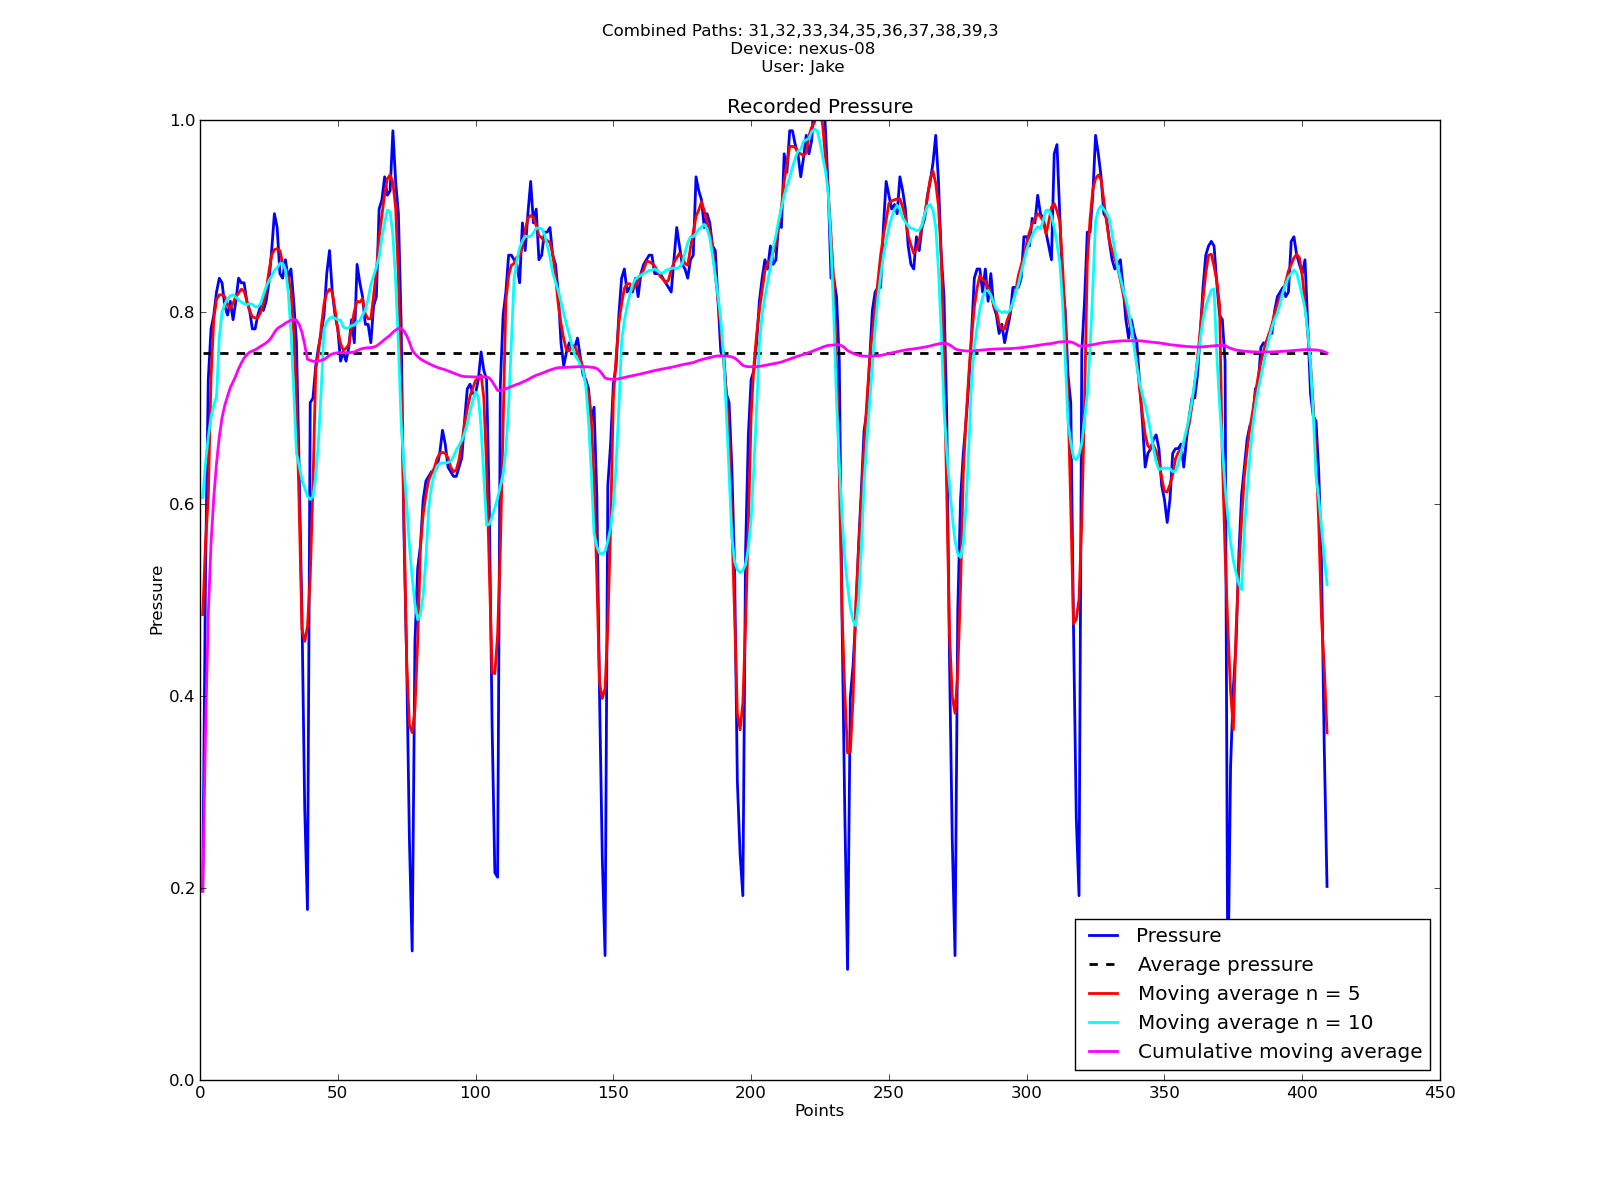 Combined Paths: 31,32,33,34,35,36,37,38,39,3
Device: nexus-08
User: Jake
Recorded Pressure
1.0
0.8
0.6
0.4
0.2
0.0
Pressure
0
50
100
150
200
250
300
350
400
450
Points
Pressure
Average pressure
Moving average n = 5
Moving average n = 10
Cumulative moving average